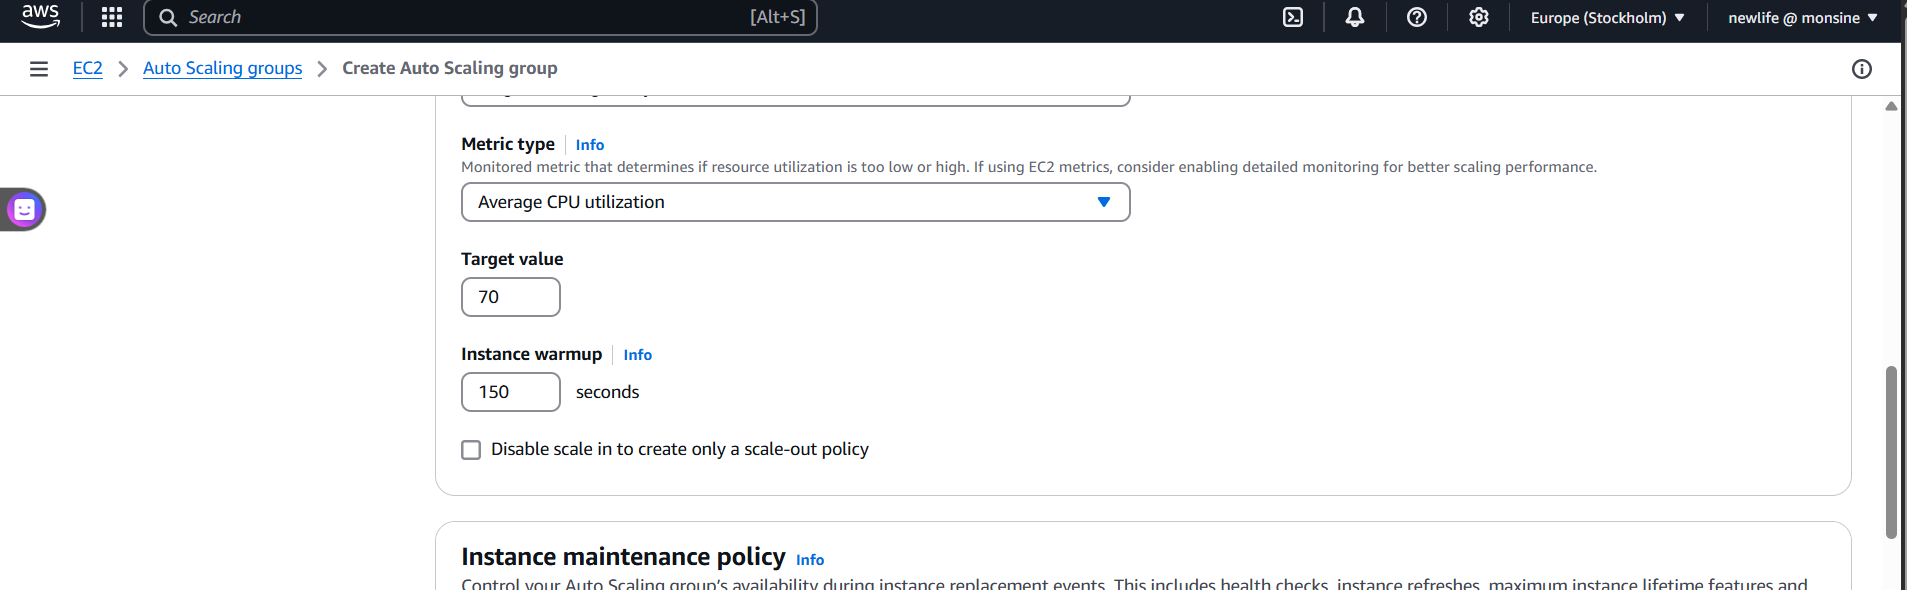 aws
Search [Alt+S] Europe (Stockholm) newlife @ monsine
EC2 Auto Scaling groups Create Auto Scaling group
Metric type Info
Monitored metric that determines if resource utilization is too low or high. If using EC2 metrics, consider enabling detailed monitoring for better scaling performance.
Average CPU utilization
Target value
70
Instance warmup Info
150 seconds
Disable scale in to create only a scale-out policy
Instance maintenance policy Info
Control your Auto Scaling group's availability during instance replacement events. This includes health checks, instance refreshes, maximum instance lifetime features and